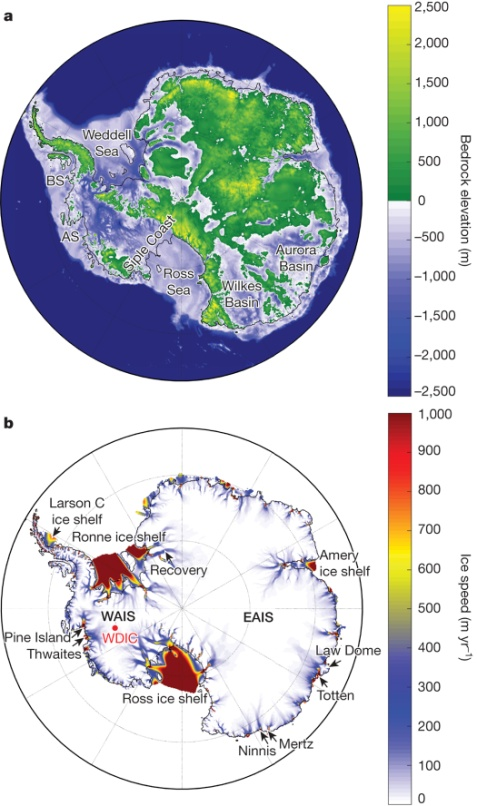 a
Weddell
Sea
BS
AS
Siple Coast
Ross
Sea
Wilkes
Basin
Aurora
Basin
2,500
2,000
1,500
1,000
500
0
−500
−1,000
−1,500
−2,000
−2,500
Bedrock elevation (m)
b
Larson C
ice shelf
Ronne ice shelf
Recovery
Amery
ice shelf
WAIS
EAIS
WDIC
Pine Island
Thwaites
Law Dome
Totten
Ross ice shelf
Ninnis
Mertz
1,000
900
800
700
600
500
400
300
200
100
0
Ice speed (m yr⁻¹)